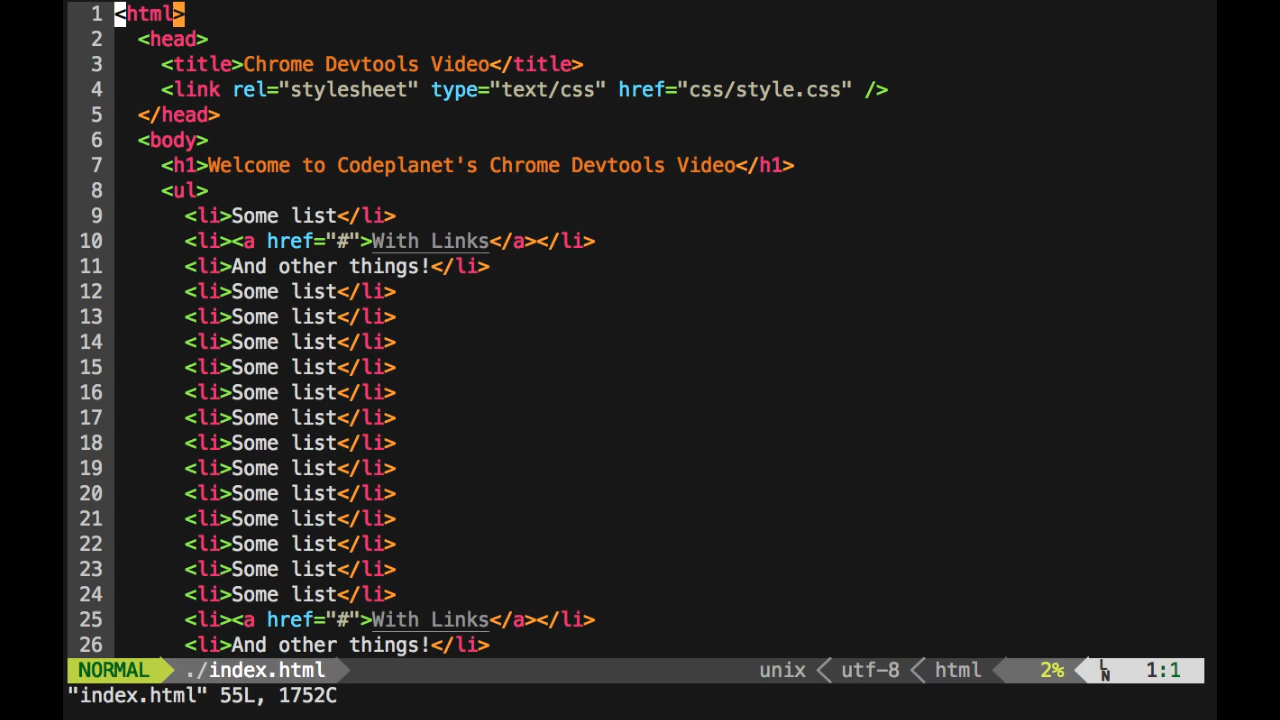 1 <html>
2   <head>
3     <title>Chrome Devtools Video</title>
4     <link rel="stylesheet" type="text/css" href="css/style.css" />
5   </head>
6   <body>
7     <h1>Welcome to Codeplanet's Chrome Devtools Video</h1>
8     <ul>
9       <li>Some list</li>
10       <li><a href="#">With Links</a></li>
11       <li>And other things!</li>
12       <li>Some list</li>
13       <li>Some list</li>
14       <li>Some list</li>
15       <li>Some list</li>
16       <li>Some list</li>
17       <li>Some list</li>
18       <li>Some list</li>
19       <li>Some list</li>
20       <li>Some list</li>
21       <li>Some list</li>
22       <li>Some list</li>
23       <li>Some list</li>
24       <li>Some list</li>
25       <li><a href="#">With Links</a></li>
26       <li>And other things!</li>
NORMAL ./index.html unix utf-8 html 2% LN 1:1
"index.html" 55L, 1752C